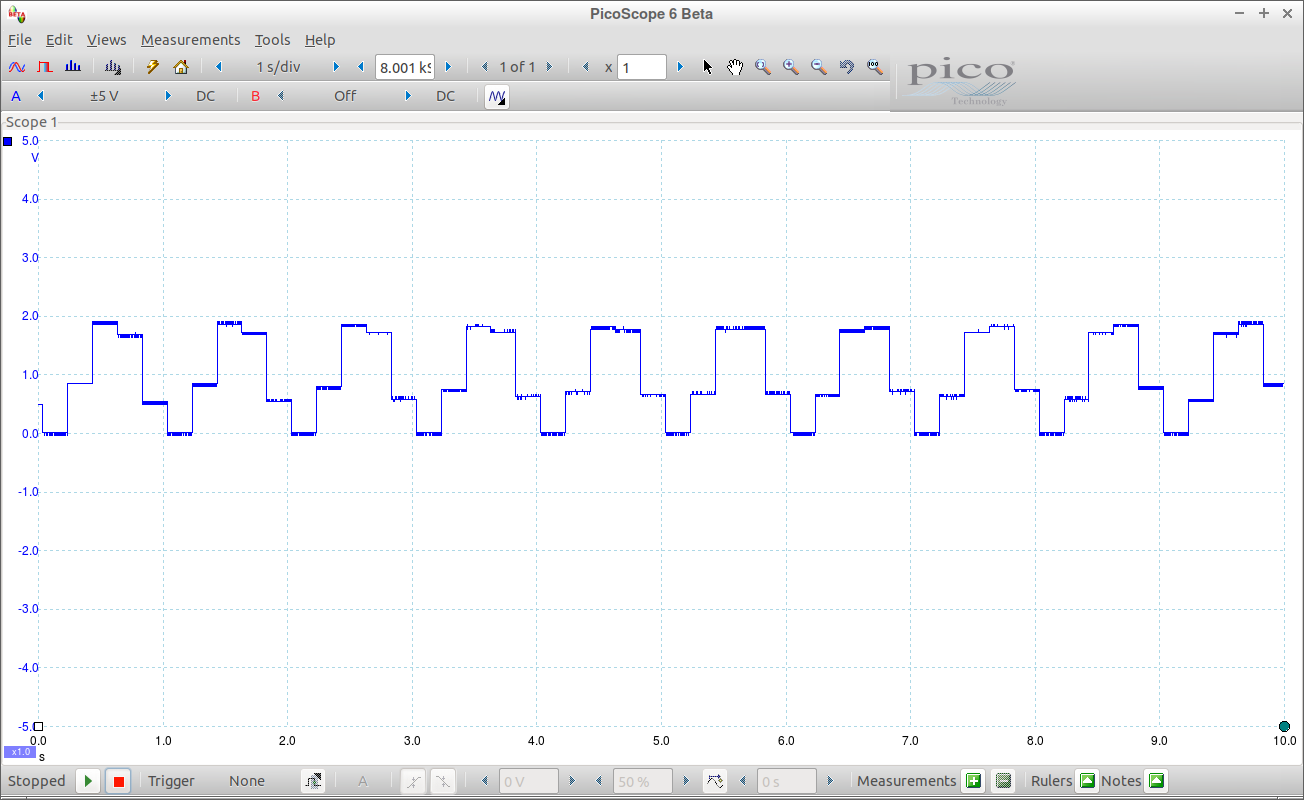 PicoScope 6 Beta
File Edit Views Measurements Tools Help
1 s/div 8.001 kS 1 of 1 x 1
A ±5 V DC B Off DC
pico
Technology
Scope 1
5.0
V
4.0
3.0
2.0
1.0
0.0
-1.0
-2.0
-3.0
-4.0
-5.0
0.0 1.0 2.0 3.0 4.0 5.0 6.0 7.0 8.0 9.0 10.0
x1.0
s
Stopped Trigger None A 0 V 50 % 0 s Measurements Rulers Notes